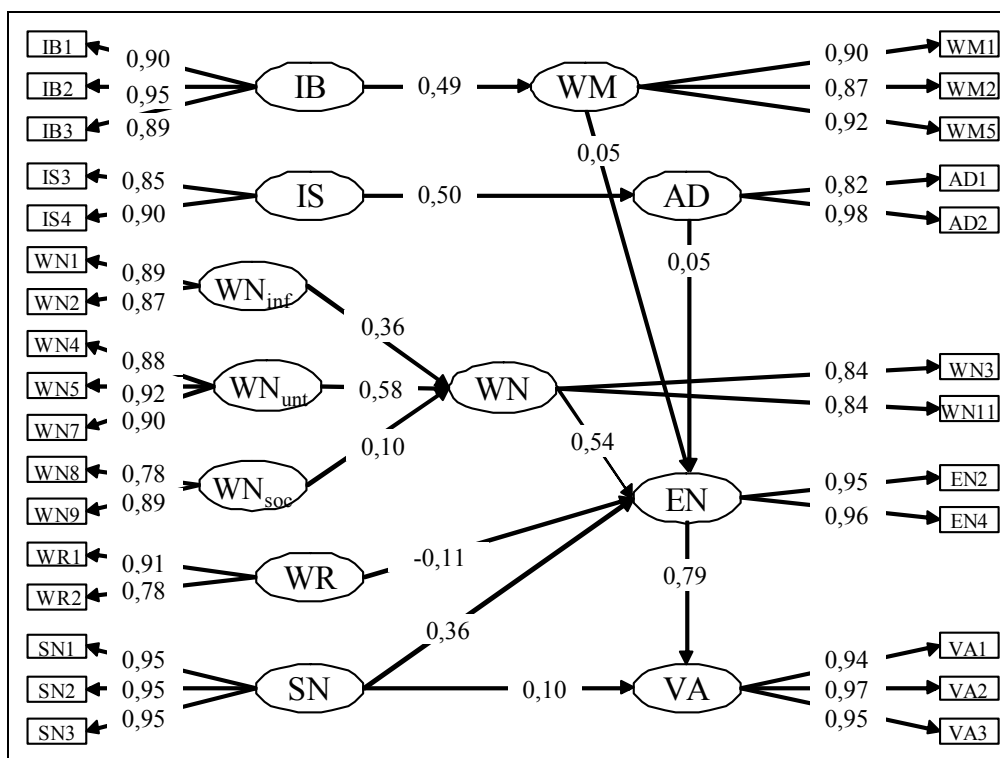 IB1
0,90
IB2
0,95
IB3
0,89
IB
0,49
WM
0,90
WM1
0,87
WM2
0,92
WM5
0,05
IS3
0,85
IS4
0,90
IS
0,50
AD
0,82
AD1
0,98
AD2
0,05
WN1
0,89
WN2
0,87
WNinf
0,36
WN4
0,88
WN5
0,92
WN7
0,90
WNunt
0,58
WN
0,84
WN3
0,84
WN11
0,10
0,54
WN8
0,78
WN9
0,89
WNsoc
EN
0,95
EN2
0,96
EN4
WR1
0,91
WR2
0,78
WR
-0,11
0,79
0,36
SN1
0,95
SN2
0,95
SN3
0,95
SN
0,10
VA
0,94
VA1
0,97
VA2
0,95
VA3